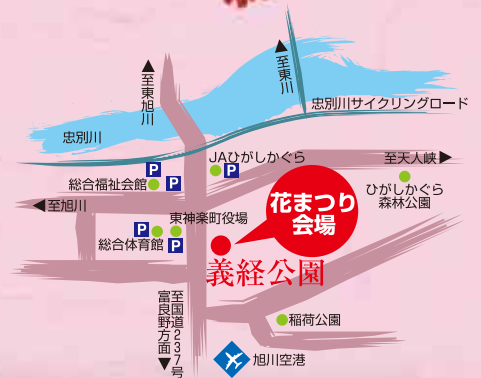 ▲至東旭川
▲至東川
忠別川サイクリングロード
忠別川
JAひがしかぐら
P
至天人峡▶
P
総合福祉会館
P
ひがしかぐら
森林公園
◀至旭川
花まつり
会場
東神楽町役場
P
総合体育館
P
義経公園
至国道237号
富良野方面▼
稲荷公園
旭川空港